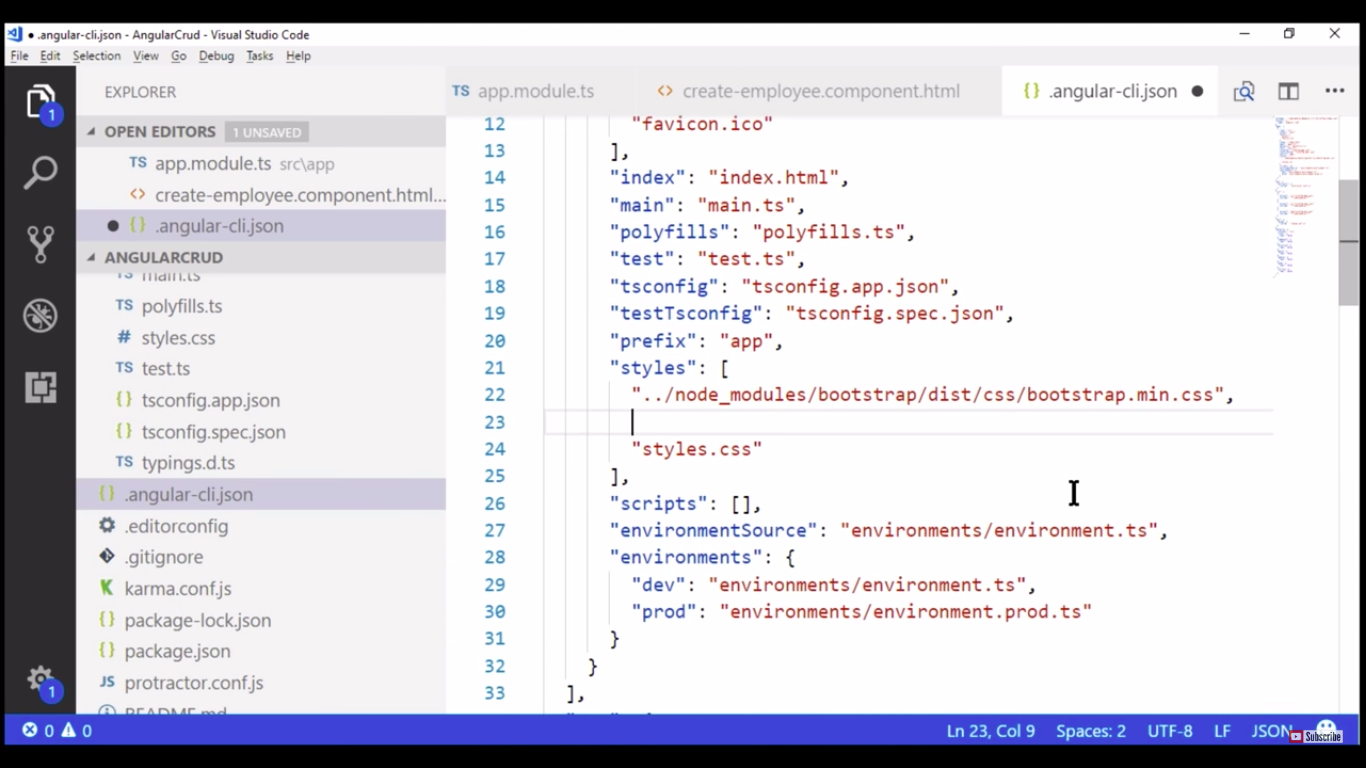 .angular-cli.json - AngularCrud - Visual Studio Code
File Edit Selection View Go Debug Tasks Help
EXPLORER
OPEN EDITORS 1 UNSAVED
TS app.module.ts src\app
<> create-employee.component.html...
{} .angular-cli.json
ANGULARCRUD
TS main.ts
TS polyfills.ts
# styles.css
TS test.ts
{} tsconfig.app.json
{} tsconfig.spec.json
TS typings.d.ts
{} .angular-cli.json
.editorconfig
.gitignore
karma.conf.js
{} package-lock.json
{} package.json
JS protractor.conf.js
README.md
1
1
TS app.module.ts <> create-employee.component.html {} .angular-cli.json
12 "favicon.ico"
13 ],
14 "index": "index.html",
15 "main": "main.ts",
16 "polyfills": "polyfills.ts",
17 "test": "test.ts",
18 "tsconfig": "tsconfig.app.json",
19 "testTsconfig": "tsconfig.spec.json",
20 "prefix": "app",
21 "styles": [
22 "../node_modules/bootstrap/dist/css/bootstrap.min.css",
23
24 "styles.css"
25 ],
26 "scripts": [],
27 "environmentSource": "environments/environment.ts",
28 "environments": {
29 "dev": "environments/environment.ts",
30 "prod": "environments/environment.prod.ts"
31 }
32 }
33 ],
0 0 Ln 23, Col 9 Spaces: 2 UTF-8 LF JSON
Subscribe